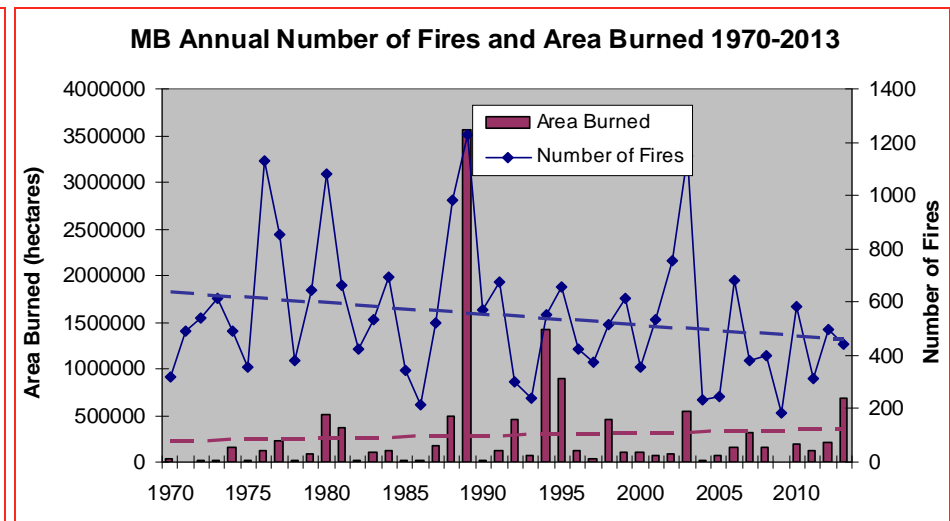 MB Annual Number of Fires and Area Burned 1970-2013
4000000
3500000
3000000
2500000
2000000
1500000
1000000
500000
0
Area Burned (hectares)
Area Burned
Number of Fires
1400
1200
1000
800
600
400
200
0
Number of Fires
1970 1975 1980 1985 1990 1995 2000 2005 2010